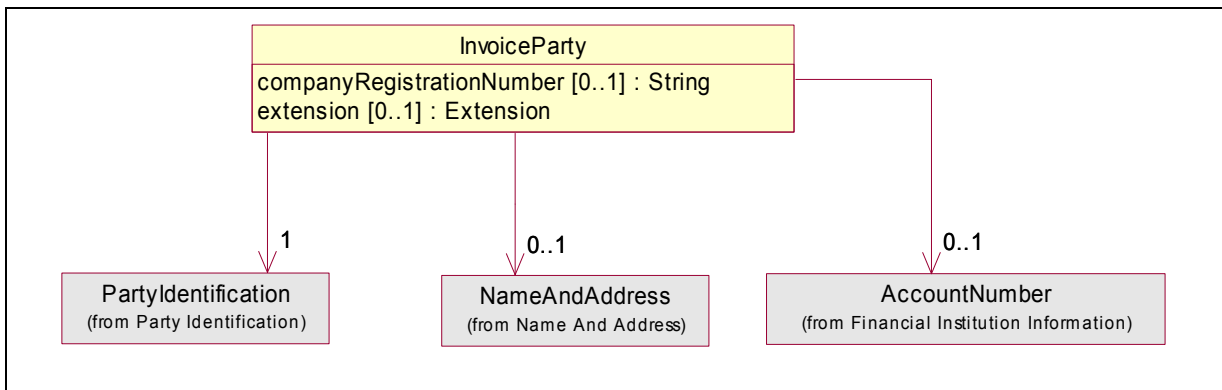 InvoiceParty
companyRegistrationNumber [0..1] : String
extension [0..1] : Extension
1
0..1
0..1
PartyIdentification
(from Party Identification)
NameAndAddress
(from Name And Address)
AccountNumber
(from Financial Institution Information)